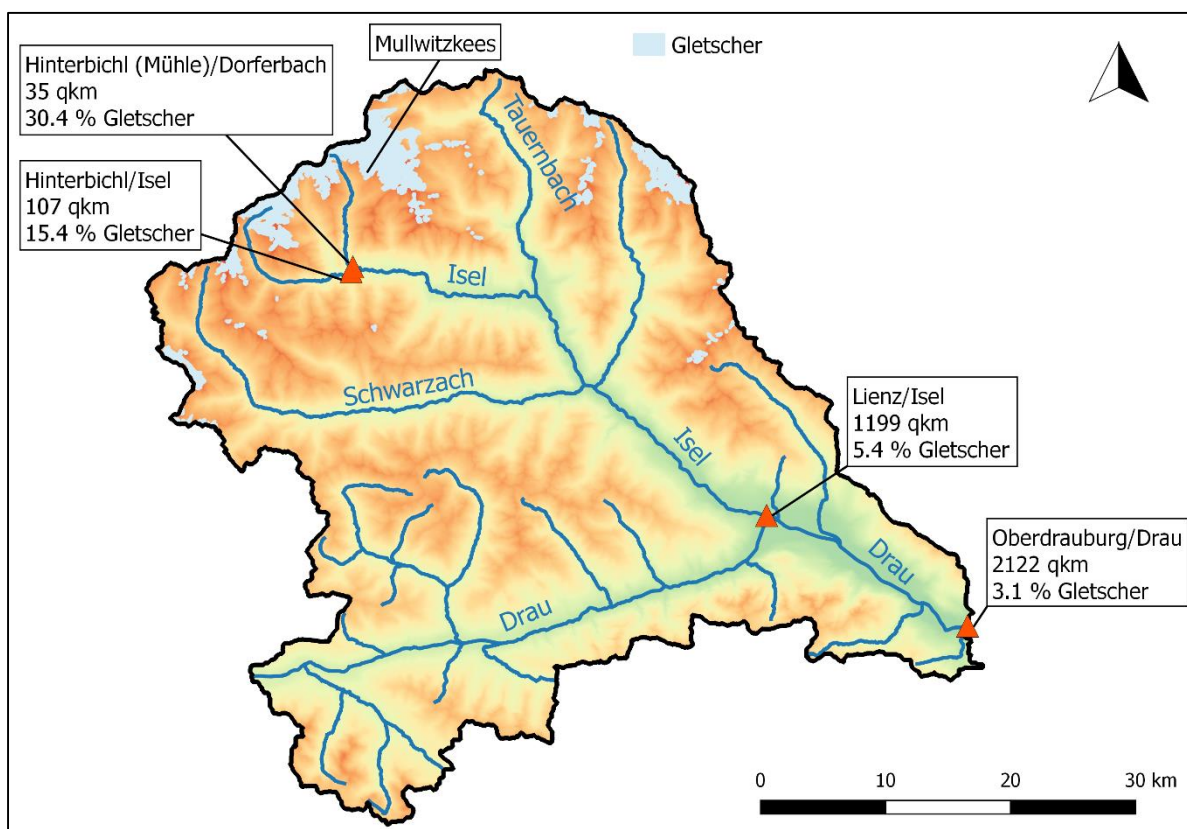 Mullwitzkees
Gletscher
Hinterbichl (Mühle)/Dorferbach
35 qkm
30.4 % Gletscher
Hinterbichl/Isel
107 qkm
15.4 % Gletscher
Tauernbach
Isel
Schwarzach
Isel
Lienz/Isel
1199 qkm
5.4 % Gletscher
Oberdrauburg/Drau
2122 qkm
3.1 % Gletscher
Drau
Drau
0 10 20 30 km